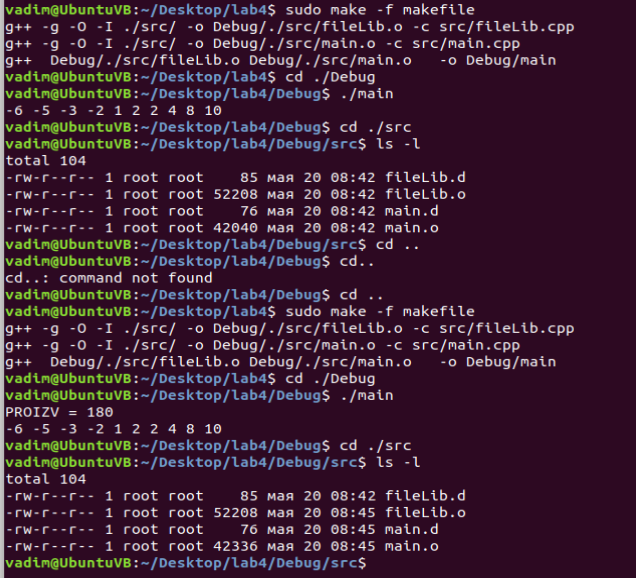 vadim@UbuntuVB:~/Desktop/lab4$ sudo make -f makefile
g++ -g -O -I ./src/ -o Debug/./src/fileLib.o -c src/fileLib.cpp
g++ -g -O -I ./src/ -o Debug/./src/main.o -c src/main.cpp
g++  Debug/./src/fileLib.o Debug/./src/main.o   -o Debug/main
vadim@UbuntuVB:~/Desktop/lab4$ cd ./Debug
vadim@UbuntuVB:~/Desktop/lab4/Debug$ ./main
-6 -5 -3 -2 1 2 2 4 8 10
vadim@UbuntuVB:~/Desktop/lab4/Debug$ cd ./src
vadim@UbuntuVB:~/Desktop/lab4/Debug/src$ ls -l
total 104
-rw-r--r-- 1 root root    85 мая 20 08:42 fileLib.d
-rw-r--r-- 1 root root 52208 мая 20 08:42 fileLib.o
-rw-r--r-- 1 root root    76 мая 20 08:42 main.d
-rw-r--r-- 1 root root 42040 мая 20 08:42 main.o
vadim@UbuntuVB:~/Desktop/lab4/Debug/src$ cd ..
vadim@UbuntuVB:~/Desktop/lab4/Debug$ cd..
cd..: command not found
vadim@UbuntuVB:~/Desktop/lab4/Debug$ cd ..
vadim@UbuntuVB:~/Desktop/lab4$ sudo make -f makefile
g++ -g -O -I ./src/ -o Debug/./src/fileLib.o -c src/fileLib.cpp
g++ -g -O -I ./src/ -o Debug/./src/main.o -c src/main.cpp
g++  Debug/./src/fileLib.o Debug/./src/main.o   -o Debug/main
vadim@UbuntuVB:~/Desktop/lab4$ cd ./Debug
vadim@UbuntuVB:~/Desktop/lab4/Debug$ ./main
PROIZV = 180
-6 -5 -3 -2 1 2 2 4 8 10
vadim@UbuntuVB:~/Desktop/lab4/Debug$ cd ./src
vadim@UbuntuVB:~/Desktop/lab4/Debug/src$ ls -l
total 104
-rw-r--r-- 1 root root    85 мая 20 08:42 fileLib.d
-rw-r--r-- 1 root root 52208 мая 20 08:45 fileLib.o
-rw-r--r-- 1 root root    76 мая 20 08:45 main.d
-rw-r--r-- 1 root root 42336 мая 20 08:45 main.o
vadim@UbuntuVB:~/Desktop/lab4/Debug/src$